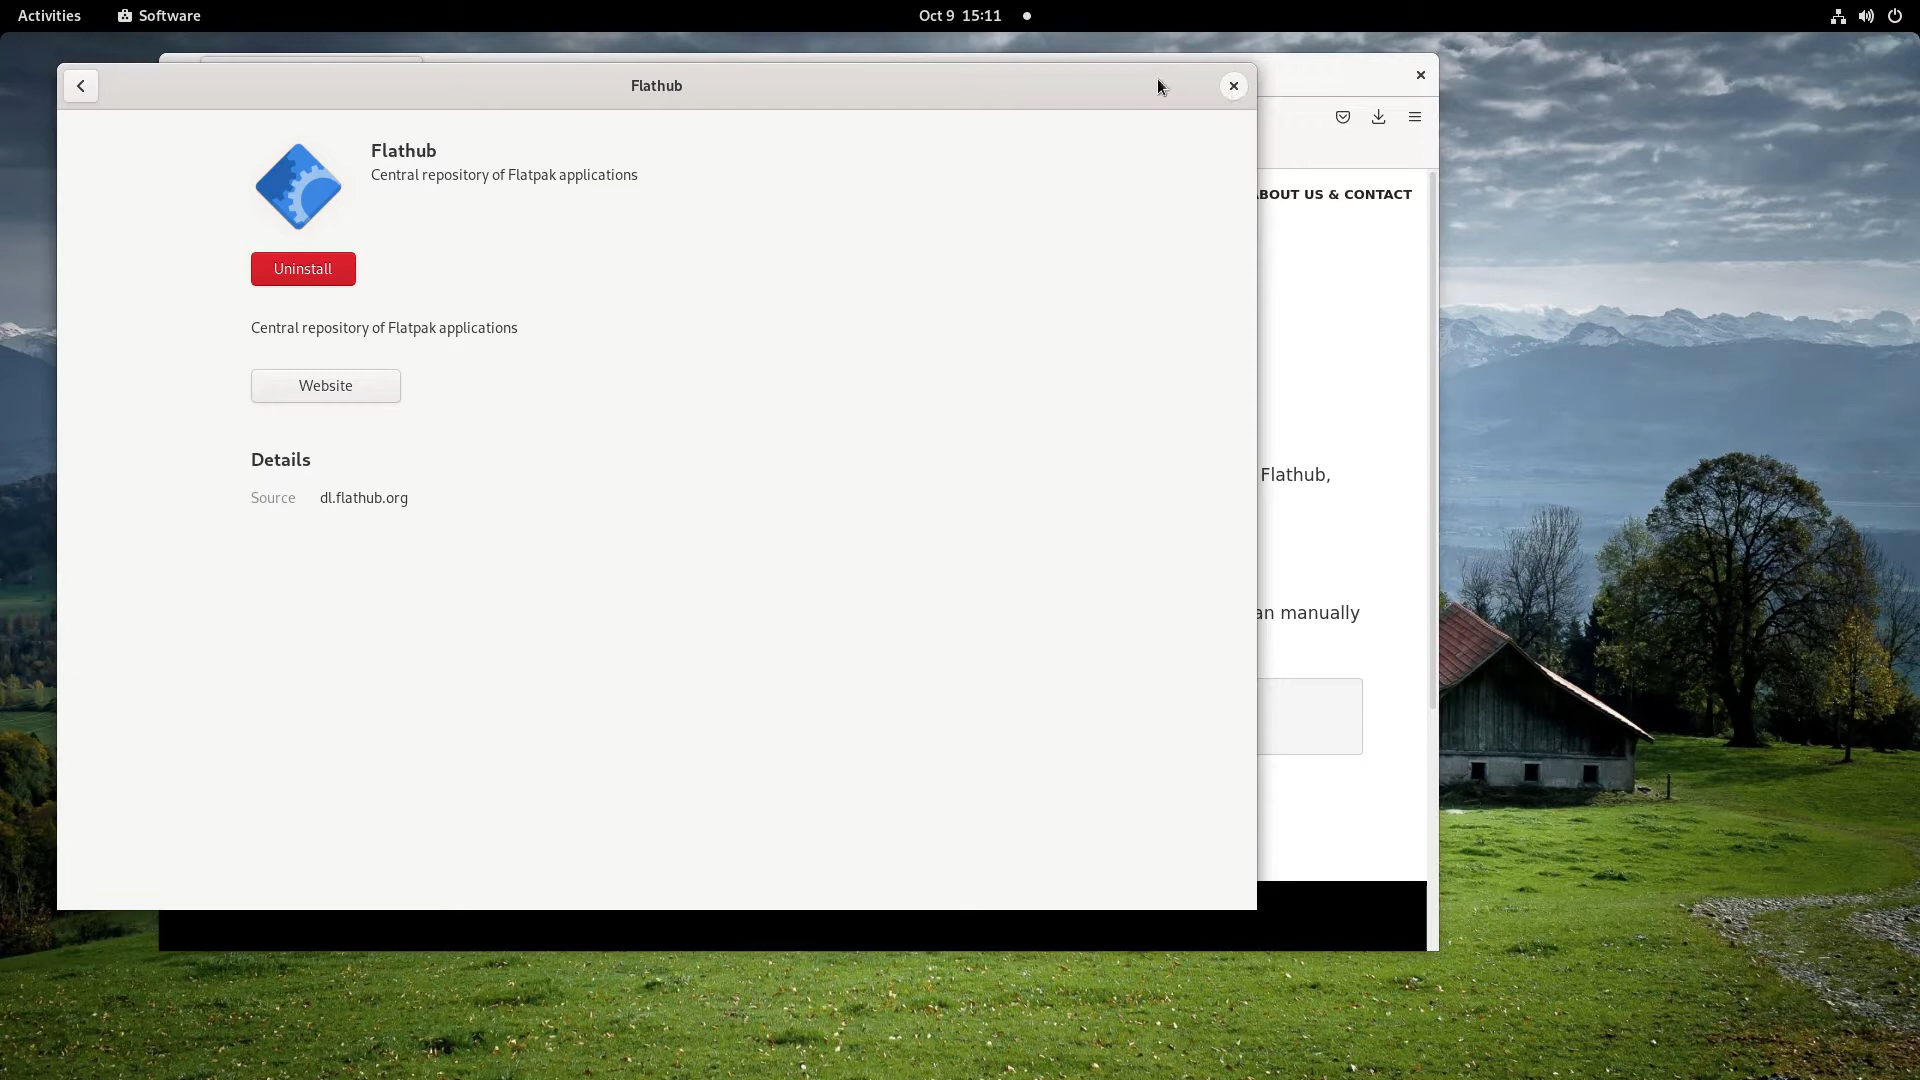 Activities
Software
Oct 9 15:11
Flathub
Flathub
Central repository of Flatpak applications
Uninstall
Central repository of Flatpak applications
Website
Details
Source dl.flathub.org
ABOUT US & CONTACT
Flathub,
an manually